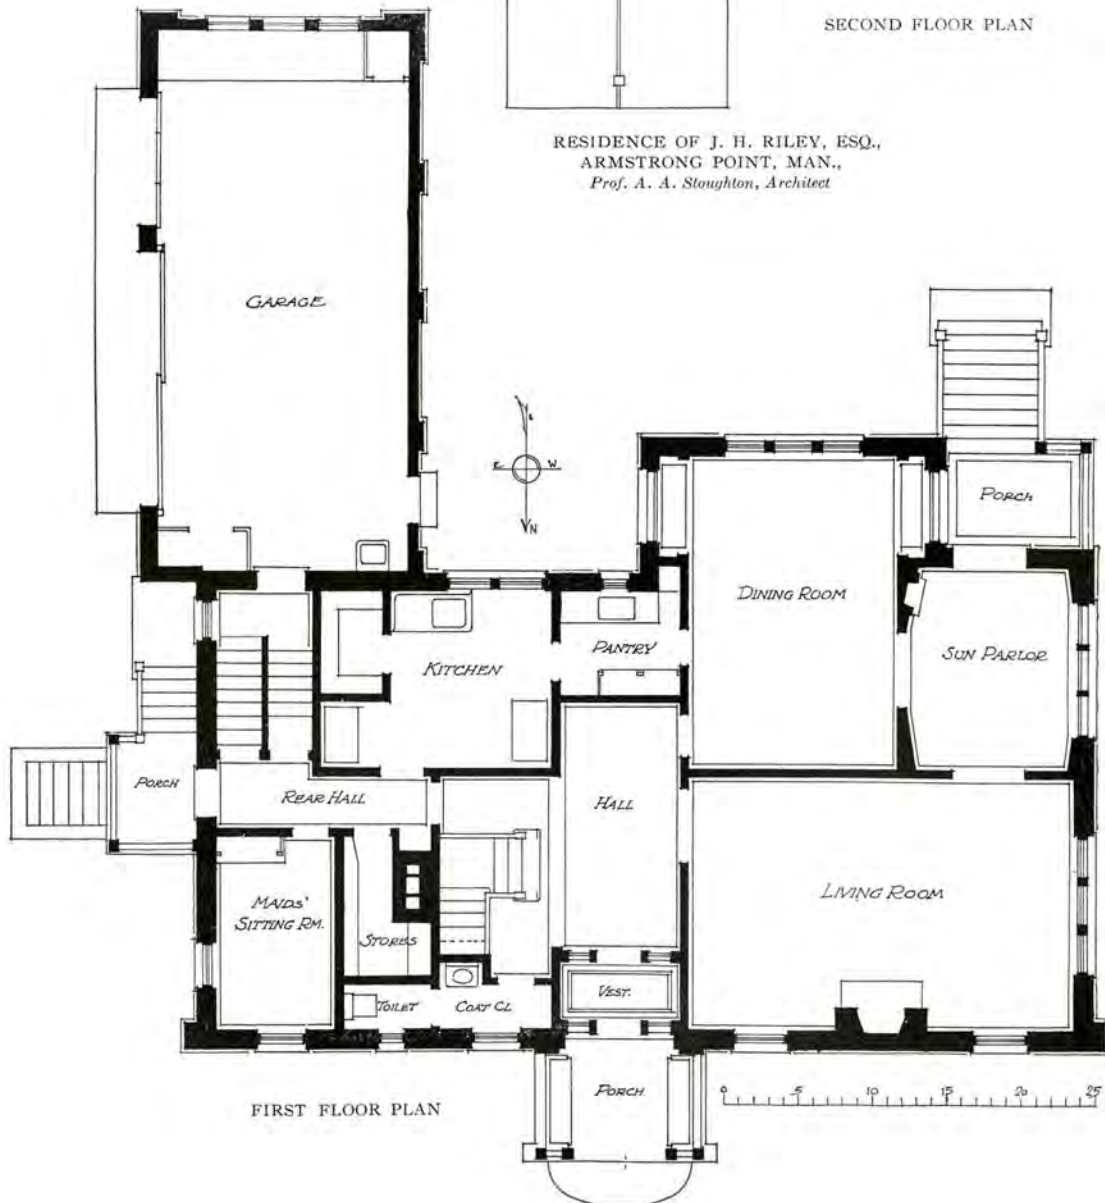 SECOND FLOOR PLAN
RESIDENCE OF J. H. RILEY, ESQ.,
ARMSTRONG POINT, MAN.,
Prof. A. A. Stoughton, Architect
GARAGE
E
W
N
PORCH
DINING ROOM
SUN PARLOR
PANTRY
KITCHEN
PORCH
REAR HALL
HALL
LIVING ROOM
MAIDS'
SITTING RM.
STORES
VEST.
TOILET
COAT CL
PORCH
0 5 10 15 20 25
FIRST FLOOR PLAN